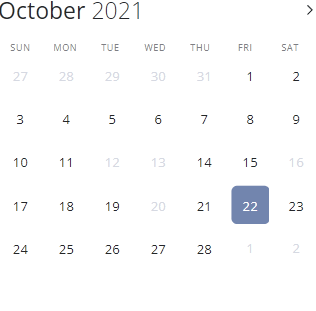 October 2021
SUN MON TUE WED THU FRI SAT
27 28 29 30 31 1 2
3 4 5 6 7 8 9
10 11 12 13 14 15 16
17 18 19 20 21 22 23
24 25 26 27 28 1 2